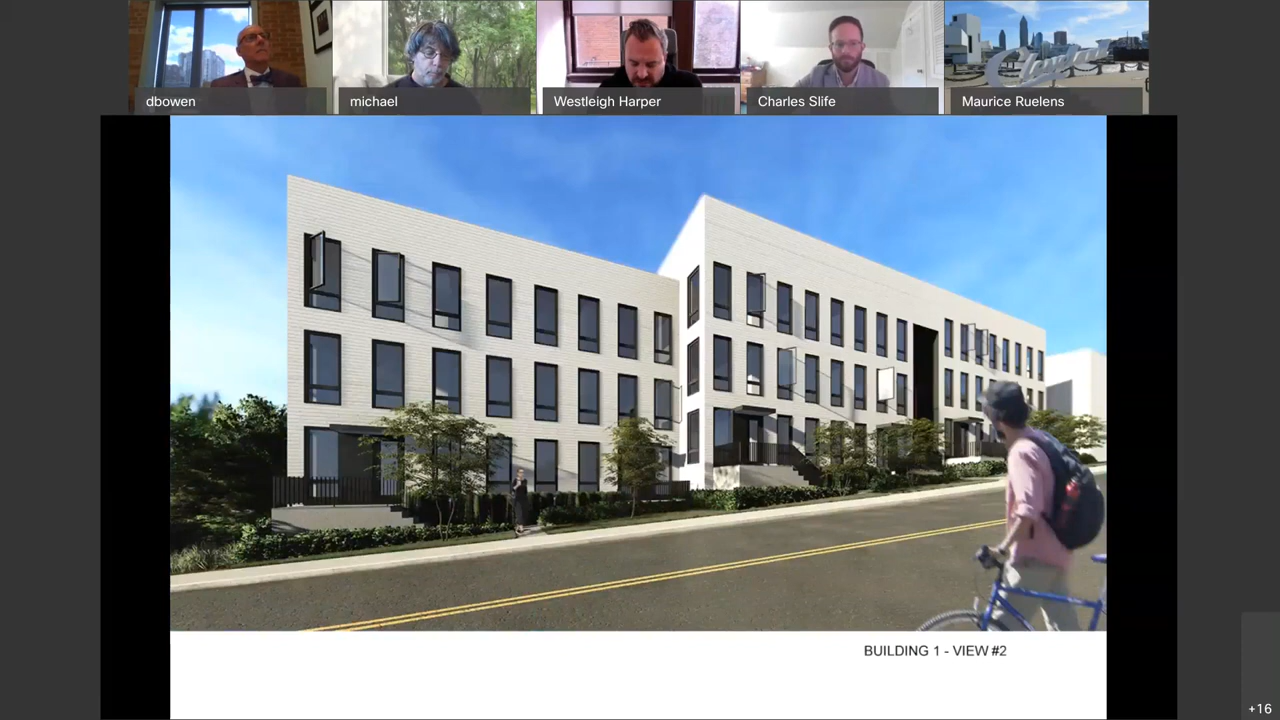 dbowen
michael
Westleigh Harper
Charles Slife
Maurice Ruelens
BUILDING 1 - VIEW #2
+16